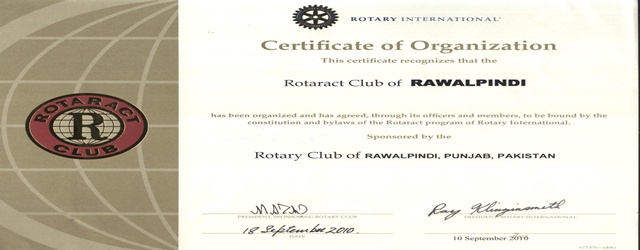 ROTARACT
R
CLUB
ROTARY INTERNATIONAL
Certificate of Organization
This certificate recognizes that the
Rotaract Club of RAWALPINDI
has been organized and has agreed, through its officers and members, to be bound by the
constitution and bylaws of the Rotaract program of Rotary International.
Sponsored by the
Rotary Club of RAWALPINDI, PUNJAB, PAKISTAN
Ray Klinginsmith
PRESIDENT, SPONSORING ROTARY CLUB
PRESIDENT, ROTARY INTERNATIONAL
18 September 2010.
DATE
10 September 2010